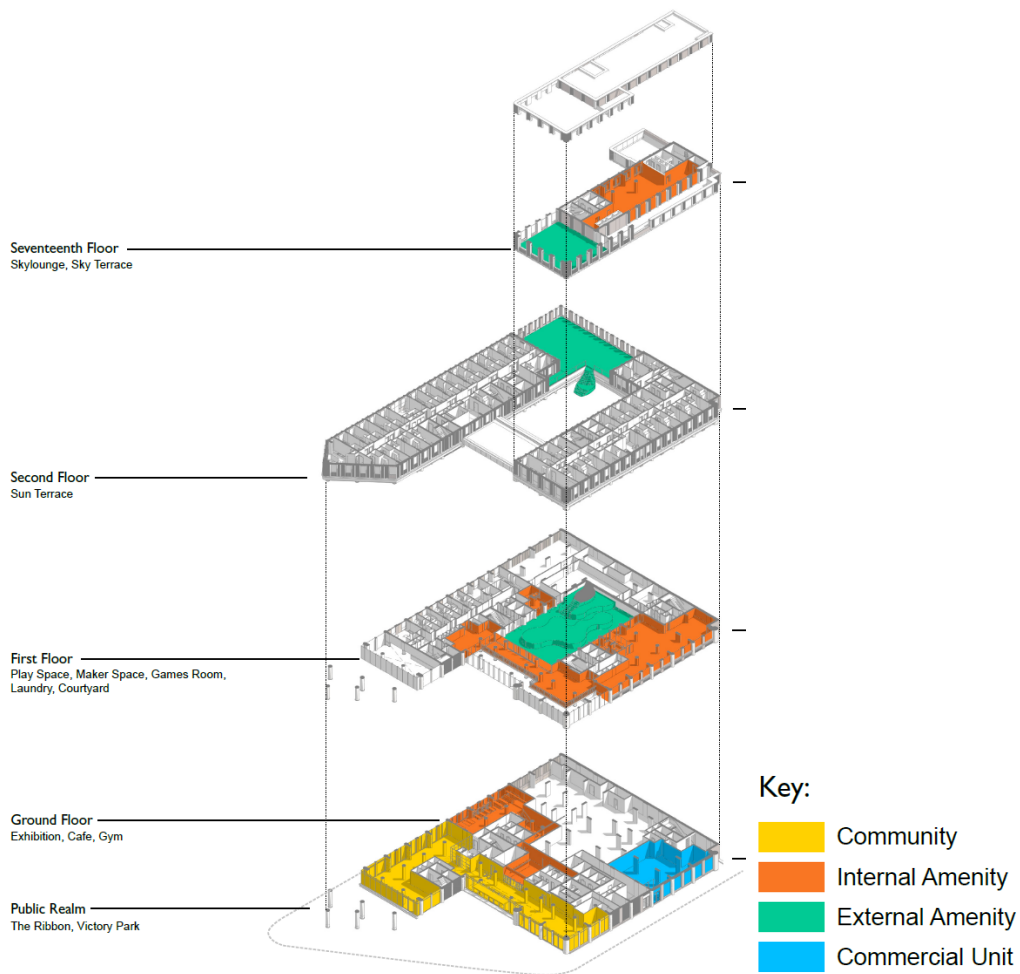 Seventeenth Floor
Skylounge, Sky Terrace
Second Floor
Sun Terrace
First Floor
Play Space, Maker Space, Games Room,
Laundry, Courtyard
Ground Floor
Exhibition, Cafe, Gym
Public Realm
The Ribbon, Victory Park
Key:
Community
Internal Amenity
External Amenity
Commercial Unit